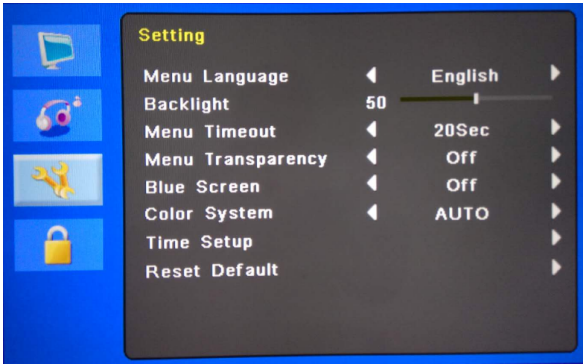 Setting
Menu Language English
Backlight 50
Menu Timeout 20Sec
Menu Transparency Off
Blue Screen Off
Color System AUTO
Time Setup
Reset Default